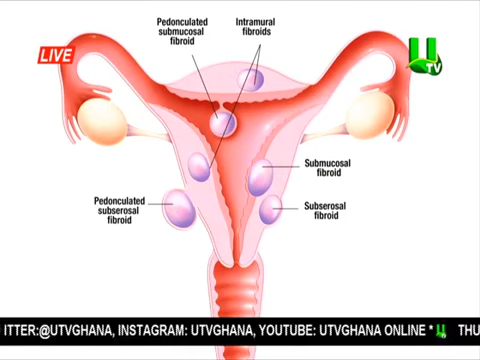 Pedonculated
submucosal
fibroid
Intramural
fibroids
LIVE
U
TV
Submucosal
fibroid
Pedonculated
subserosal
fibroid
Subserosal
fibroid
ITTER:@UTVGHANA, INSTAGRAM: UTVGHANA, YOUTUBE: UTVGHANA ONLINE * U THU